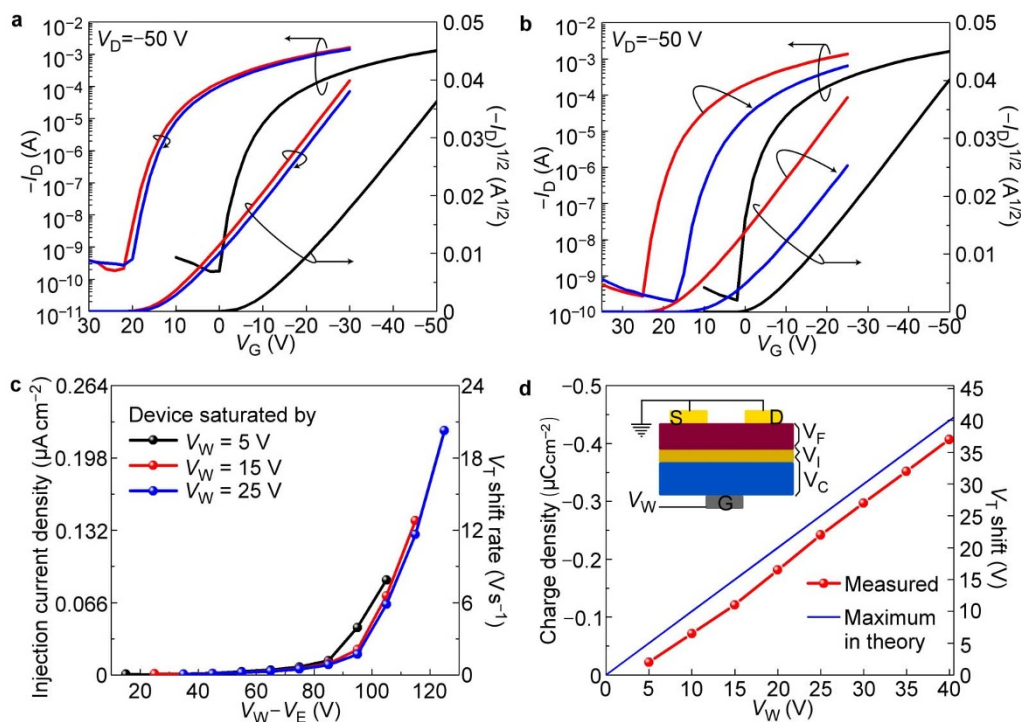 a
V_D=−50 V
−I_D (A)
10⁻²
10⁻³
10⁻⁴
10⁻⁵
10⁻⁶
10⁻⁷
10⁻⁸
10⁻⁹
10⁻¹⁰
10⁻¹¹
30 20 10 0 −10 −20 −30 −40 −50
V_G (V)
0.05
0.04
0.03
0.02
0.01
0
(−I_D)^1/2 (A^1/2)
b
V_D=−50 V
−I_D (A)
10⁻²
10⁻³
10⁻⁴
10⁻⁵
10⁻⁶
10⁻⁷
10⁻⁸
10⁻⁹
10⁻¹⁰
30 20 10 0 −10 −20 −30 −40 −50
V_G (V)
0.05
0.04
0.03
0.02
0.01
0
(−I_D)^1/2 (A^1/2)
c
Injection current density (μA cm⁻²)
0.264
0.198
0.132
0.066
0
Device saturated by
V_W = 5 V
V_W = 15 V
V_W = 25 V
20 40 60 80 100 120
V_W−V_E (V)
24
18
12
6
0
V_T shift rate (V s⁻¹)
d
Charge density (μCcm⁻²)
−0.5
−0.4
−0.3
−0.2
−0.1
0
S D
V_F
V_I
V_C
V_W G
Measured
Maximum
in theory
0 5 10 15 20 25 30 35 40
V_W (V)
45
40
35
30
25
20
15
10
5
0
V_T shift (V)